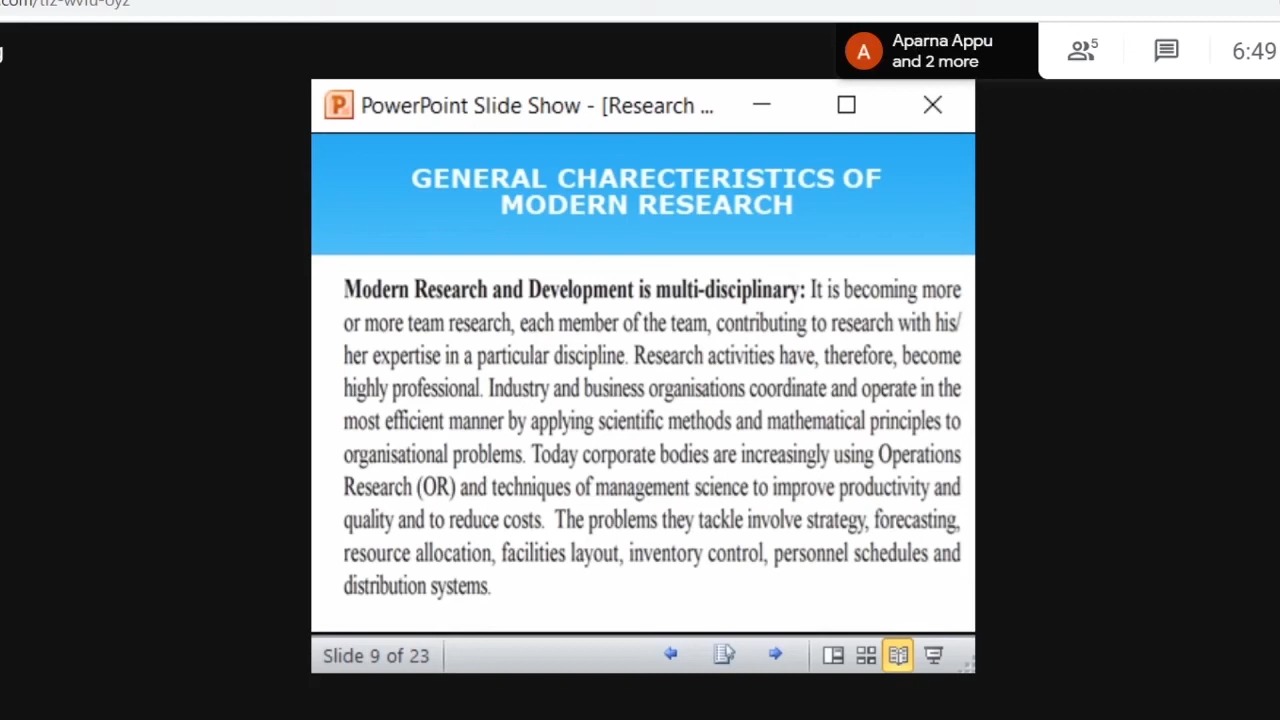 Aparna Appu
A
and 2 more
5
6:49
P
PowerPoint Slide Show - [Research ...
GENERAL CHARECTERISTICS OF
MODERN RESEARCH
Modern Research and Development is multi-disciplinary: It is becoming more
or more team research, each member of the team, contributing to research with his/
her expertise in a particular discipline. Research activities have, therefore, become
highly professional. Industry and business organisations coordinate and operate in the
most efficient manner by applying scientific methods and mathematical principles to
organisational problems. Today corporate bodies are increasingly using Operations
Research (OR) and techniques of management science to improve productivity and
quality and to reduce costs. The problems they tackle involve strategy, forecasting,
resource allocation, facilities layout, inventory control, personnel schedules and
distribution systems.
Slide 9 of 23